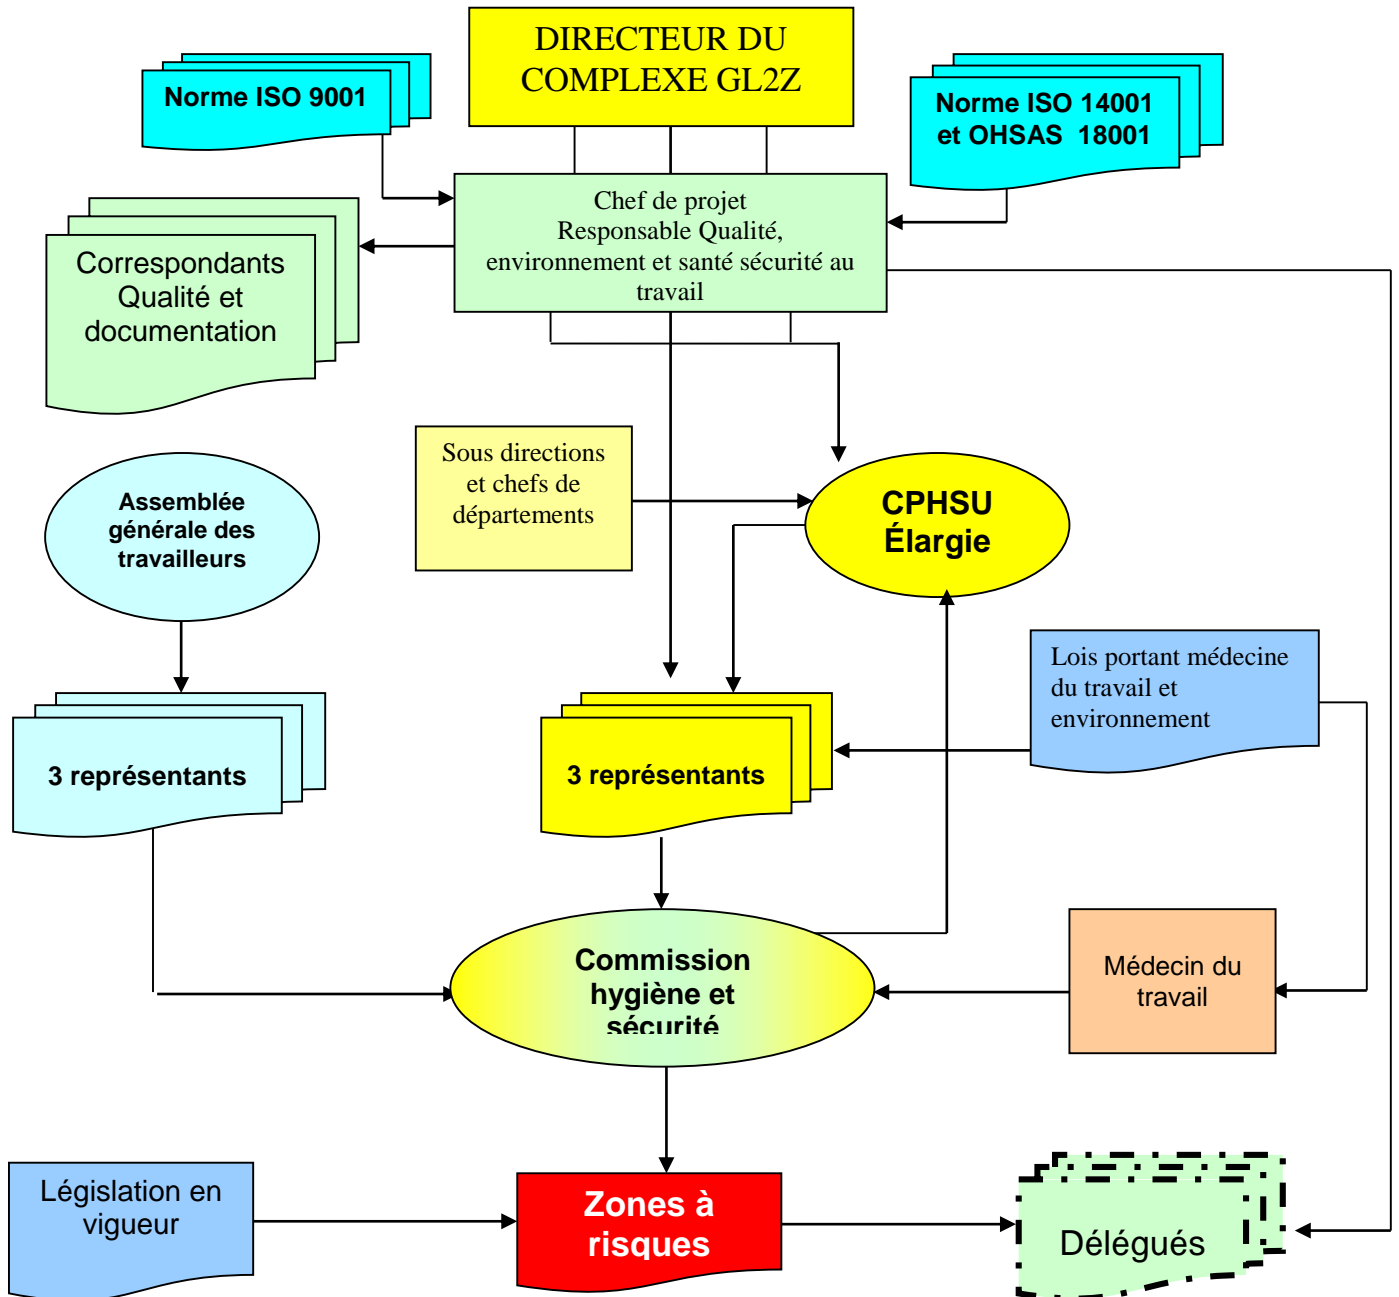 DIRECTEUR DU
COMPLEXE GL2Z
Norme ISO 9001
Norme ISO 14001
et OHSAS 18001
Chef de projet
Responsable Qualité,
environnement et santé sécurité au
travail
Correspondants
Qualité et
documentation
Sous directions
et chefs de
départements
CPHSU
Élargie
Assemblée
générale des
travailleurs
Lois portant médecine
du travail et
environnement
3 représentants
3 représentants
Commission
hygiène et
sécurité
Médecin du
travail
Législation en
vigueur
Zones à
risques
Délégués